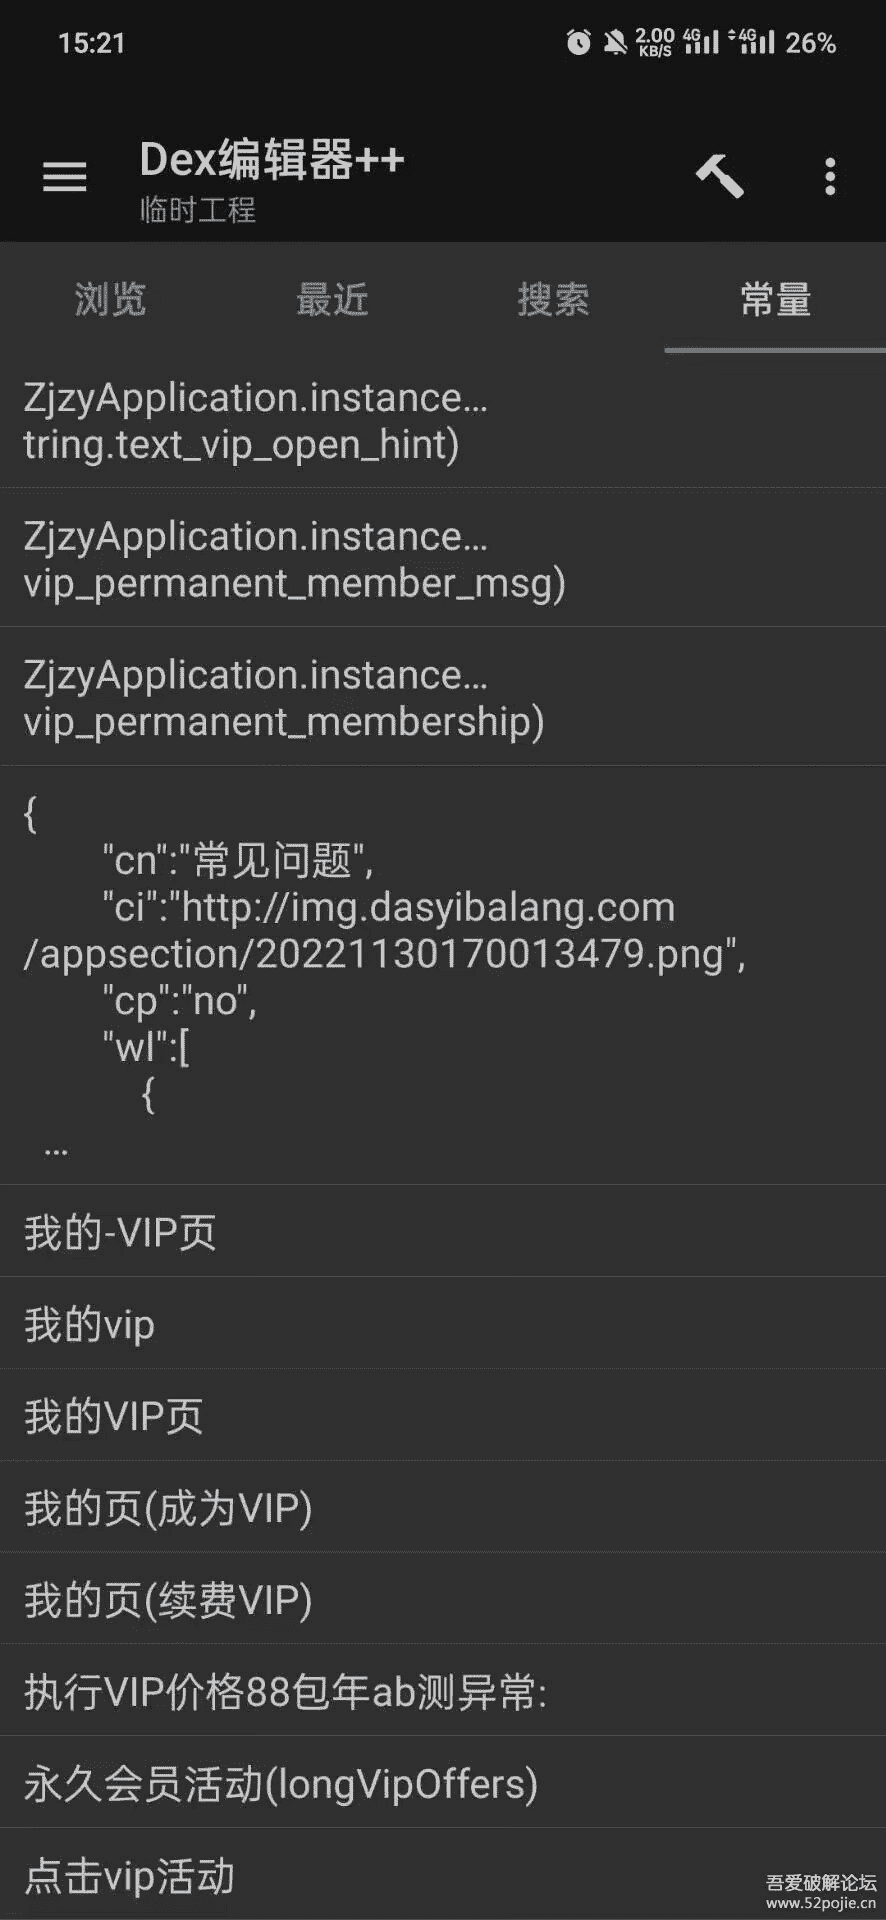 15:21 2.00 KB/S 4G 4G 26%
Dex编辑器++
临时工程
浏览 最近 搜索 常量
ZjzyApplication.instance…
tring.text_vip_open_hint)
ZjzyApplication.instance…
vip_permanent_member_msg)
ZjzyApplication.instance…
vip_permanent_membership)
{
"cn":"常见问题",
"ci":"http://img.dasyibalang.com
/appsection/20221130170013479.png",
"cp":"no",
"wl":[
{
…
我的-VIP页
我的vip
我的VIP页
我的页(成为VIP)
我的页(续费VIP)
执行VIP价格88包年ab测异常:
永久会员活动(longVipOffers)
点击vip活动
吾爱破解论坛
www.52pojie.cn